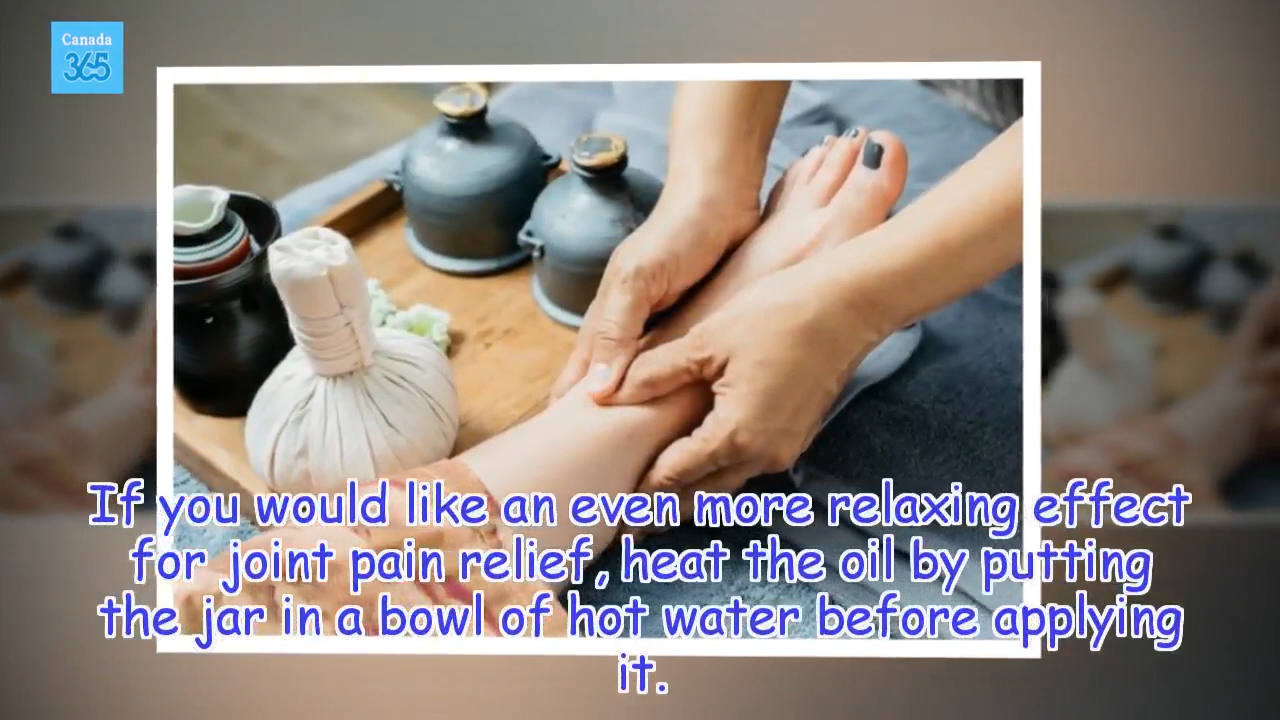 Canada
365
If you would like an even more relaxing effect
for joint pain relief, heat the oil by putting
the jar in a bowl of hot water before applying
it.